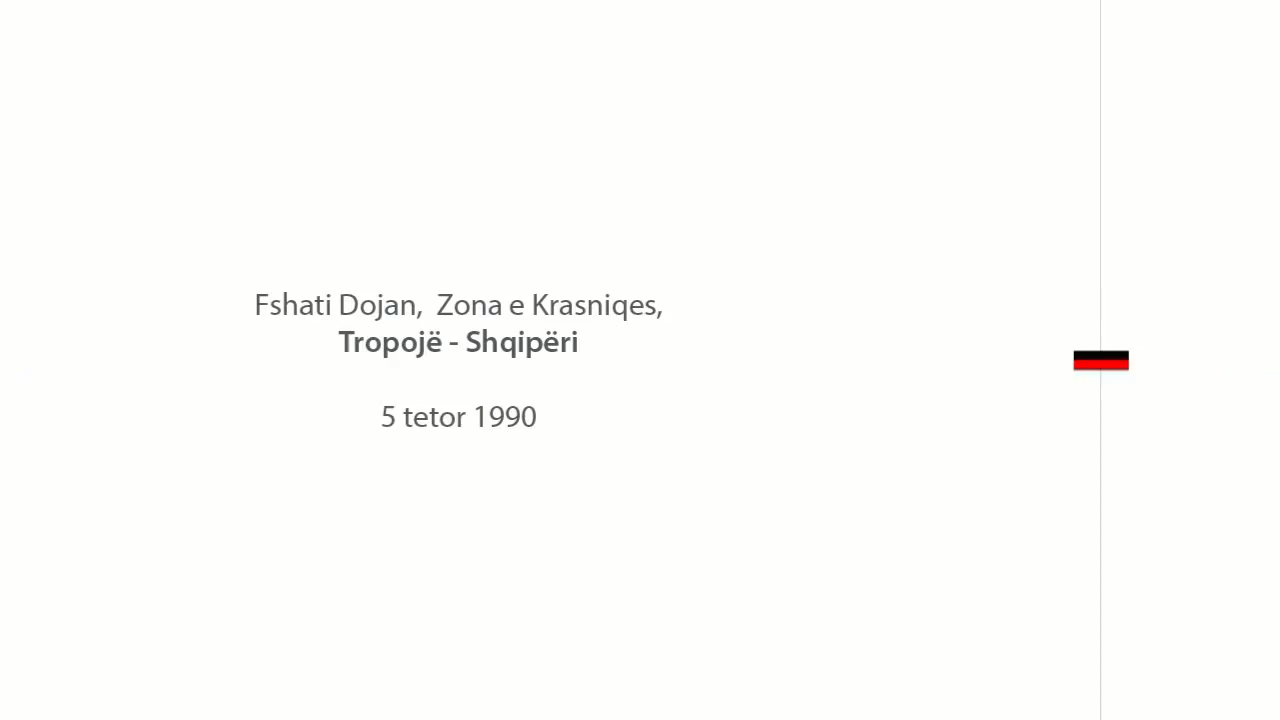 Fshati Dojan,  Zona e Krasniqes,
Tropojë - Shqipëri
5 tetor 1990